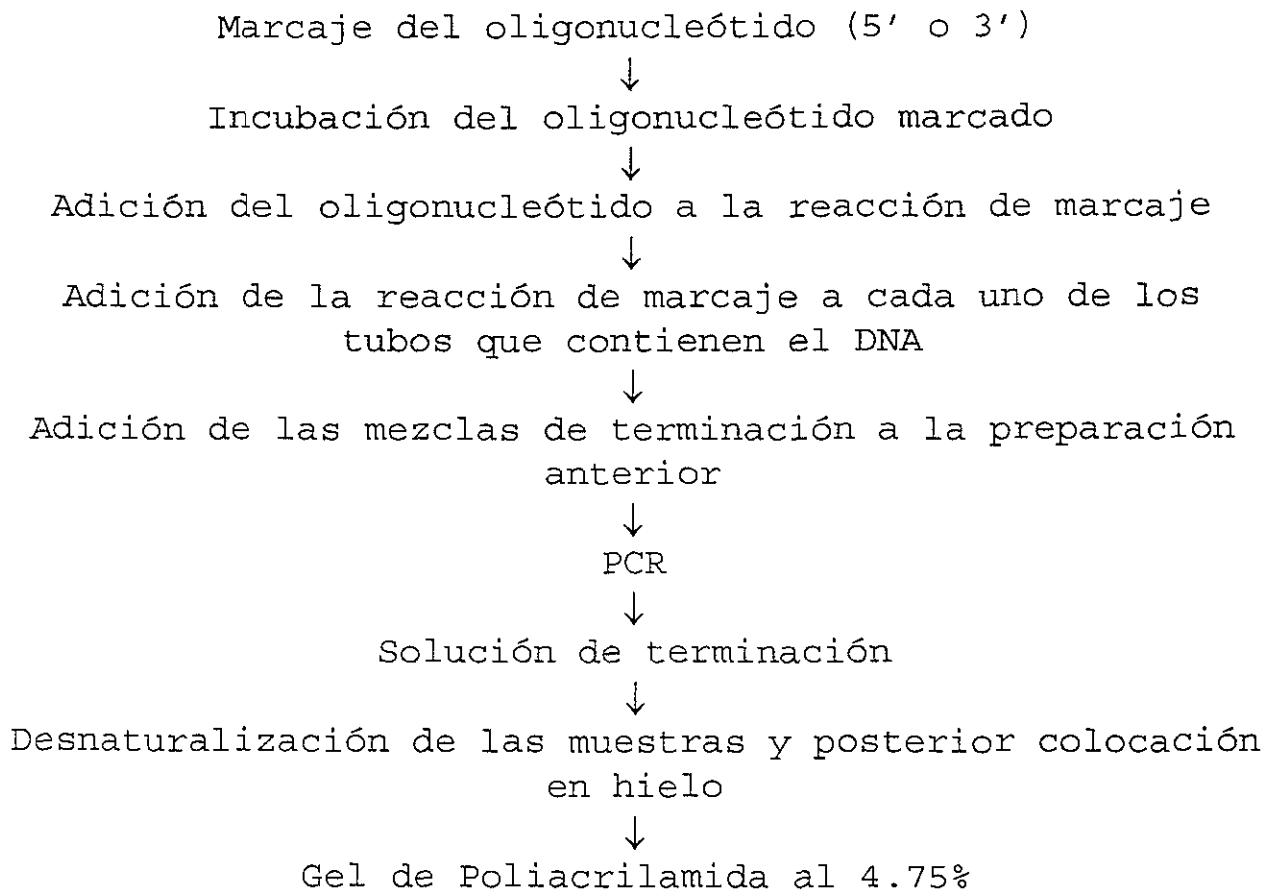 Marcaje del oligonucleótido (5' o 3')
↓
Incubación del oligonucleótido marcado
↓
Adición del oligonucleótido a la reacción de marcaje
↓
Adición de la reacción de marcaje a cada uno de los
tubos que contienen el DNA
↓
Adición de las mezclas de terminación a la preparación
anterior
↓
PCR
↓
Solución de terminación
↓
Desnaturalización de las muestras y posterior colocación
en hielo
↓
Gel de Poliacrilamida al 4.75%